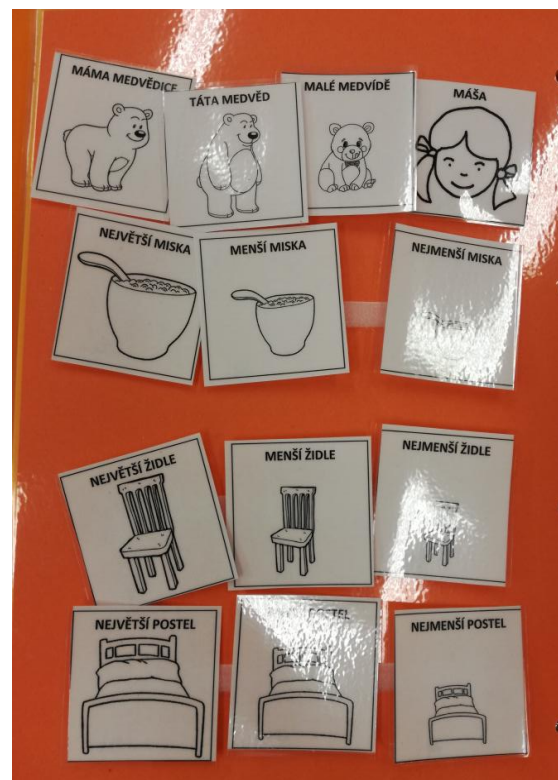 MÁMA MEDVĚDICE
TÁTA MEDVĚD
MALÉ MEDVÍDĚ
MÁŠA
NEJVĚTŠÍ MISKA
MENŠÍ MISKA
NEJMENŠÍ MISKA
NEJVĚTŠÍ ŽIDLE
MENŠÍ ŽIDLE
NEJMENŠÍ ŽIDLE
NEJVĚTŠÍ POSTEL
POSTEL
NEJMENŠÍ POSTEL